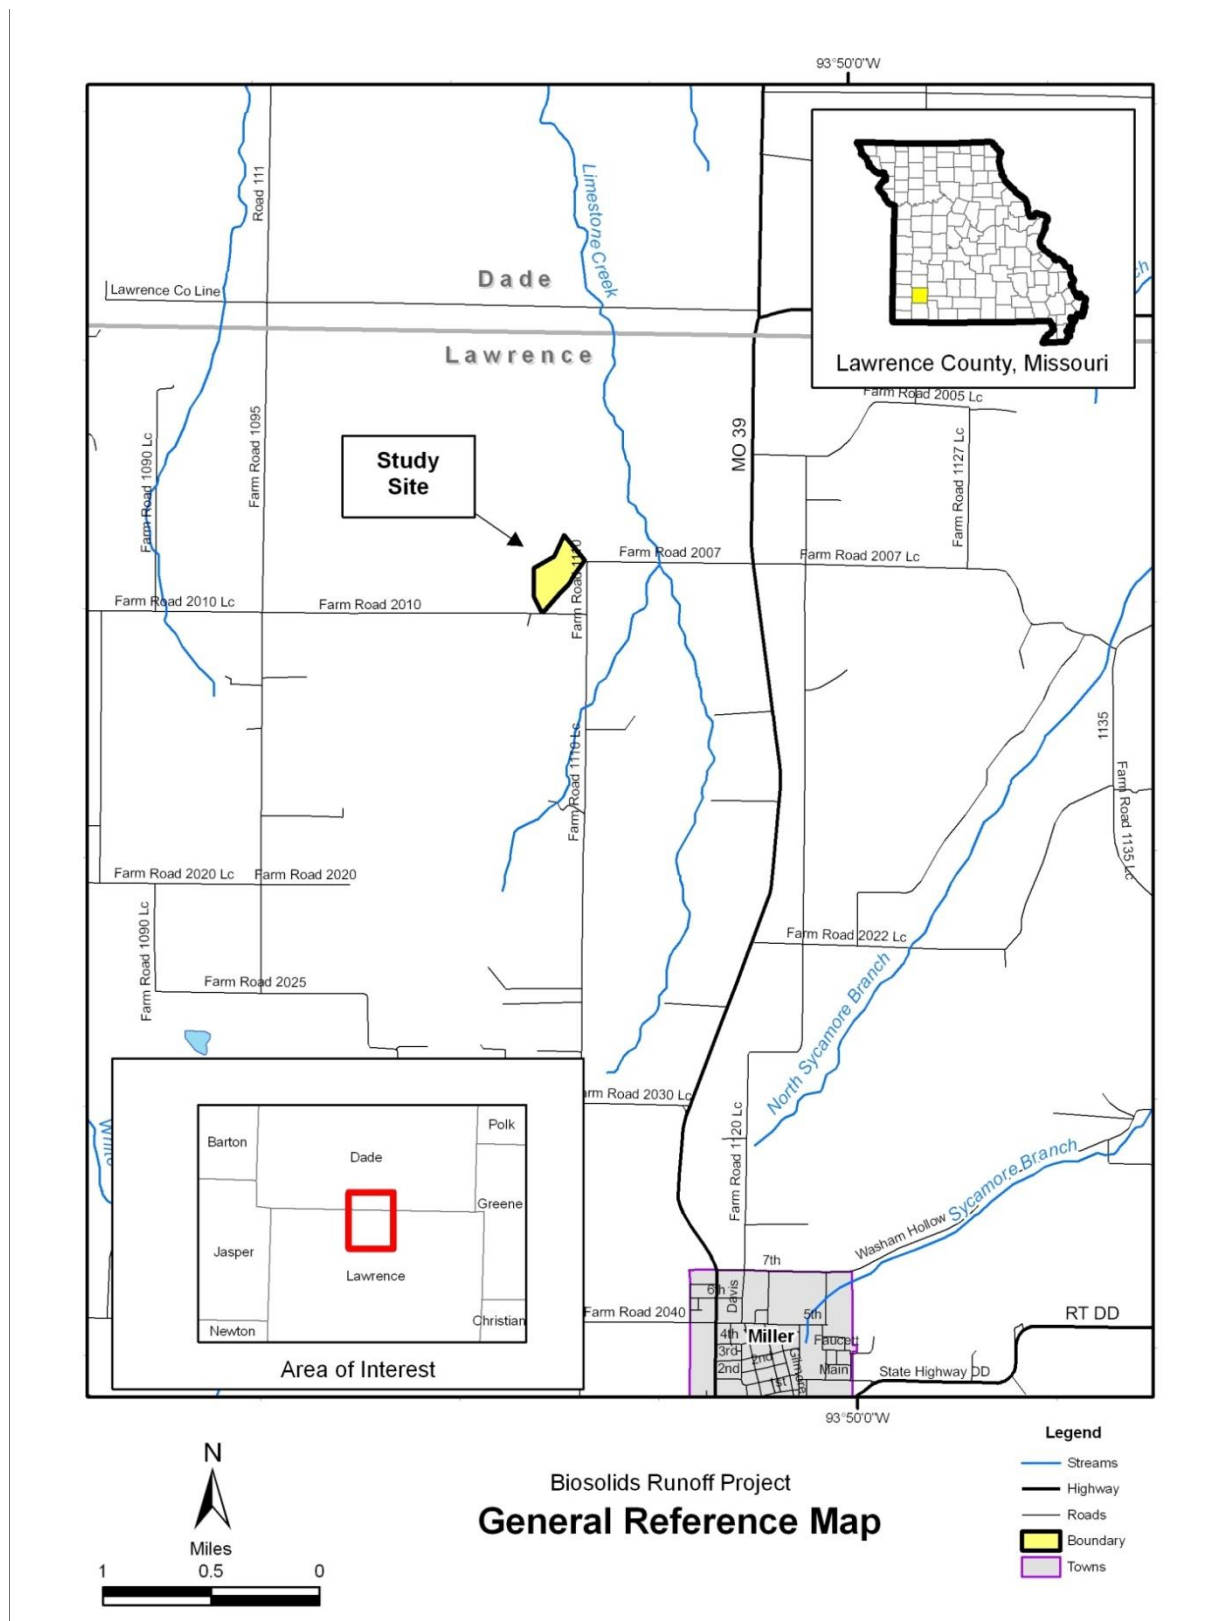 93°50'0"W
Road 111
Limestone Creek
Dade
Lawrence Co Line
Lawrence
Lawrence County, Missouri
Farm Road 2005 Lc
MO 39
Farm Road 1127 Lc
Farm Road 1090 Lc
Farm Road 1095
Study
Site
Farm Road 2007
Farm Road 2007 Lc
Farm Road 1110
Farm Road 2010 Lc
Farm Road 2010
1135
Farm Road 1110 Lc
Farm Road 1135 Lc
Farm Road 2020 Lc
Farm Road 2020
Farm Road 1090 Lc
Farm Road 2022 Lc
Farm Road 2025
North Sycamore Branch
arm Road 2030 Lc
Farm Road 1120 Lc
Sycamore Branch
Washam Hollow
Barton
Dade
Polk
Greene
Jasper
Lawrence
Newton
Christian
Area of Interest
7th
6th
Davis
Farm Road 2040
5th
4th
Miller
Faucett
3rd
2nd
2nd
Gilmore
Main
1st
RT DD
State Highway DD
93°50'0"W
N
Miles
1 0.5 0
Biosolids Runoff Project
General Reference Map
Legend
Streams
Highway
Roads
Boundary
Towns